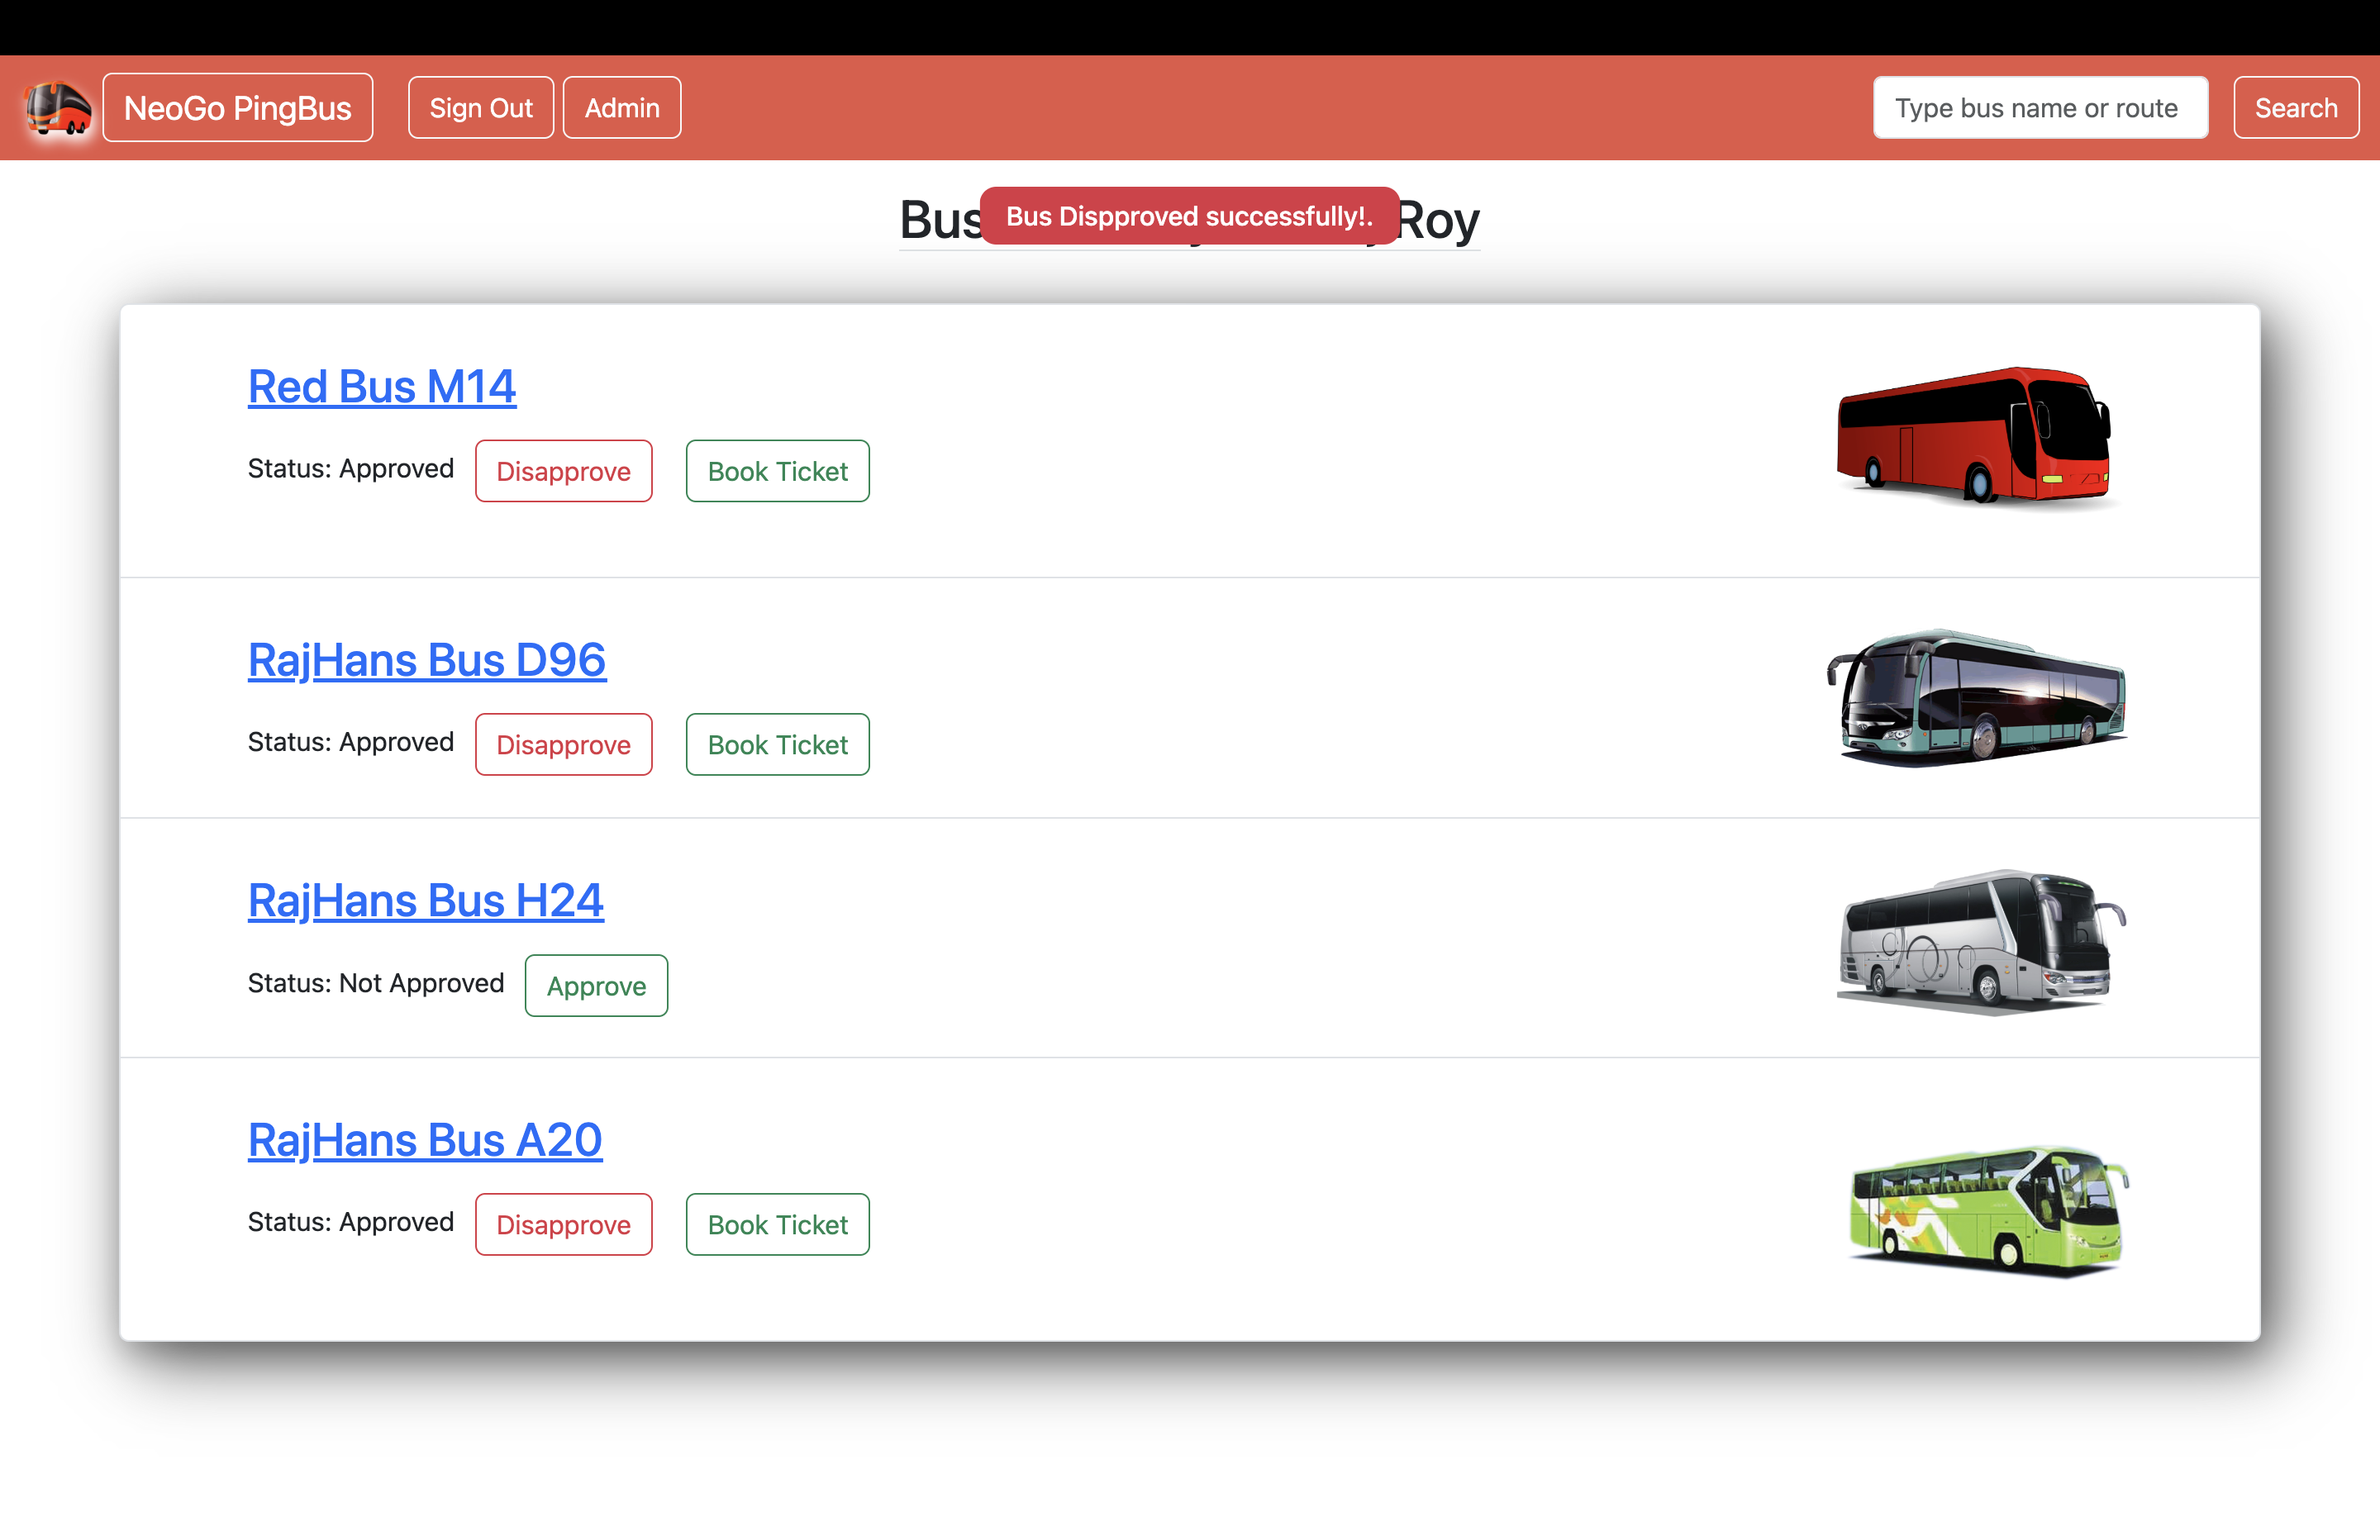 NeoGo PingBus Sign Out Admin Type bus name or route Search
Bus Roy
Bus Dispproved successfully!.
Red Bus M14
Status: Approved Disapprove Book Ticket
RajHans Bus D96
Status: Approved Disapprove Book Ticket
RajHans Bus H24
Status: Not Approved Approve
RajHans Bus A20
Status: Approved Disapprove Book Ticket